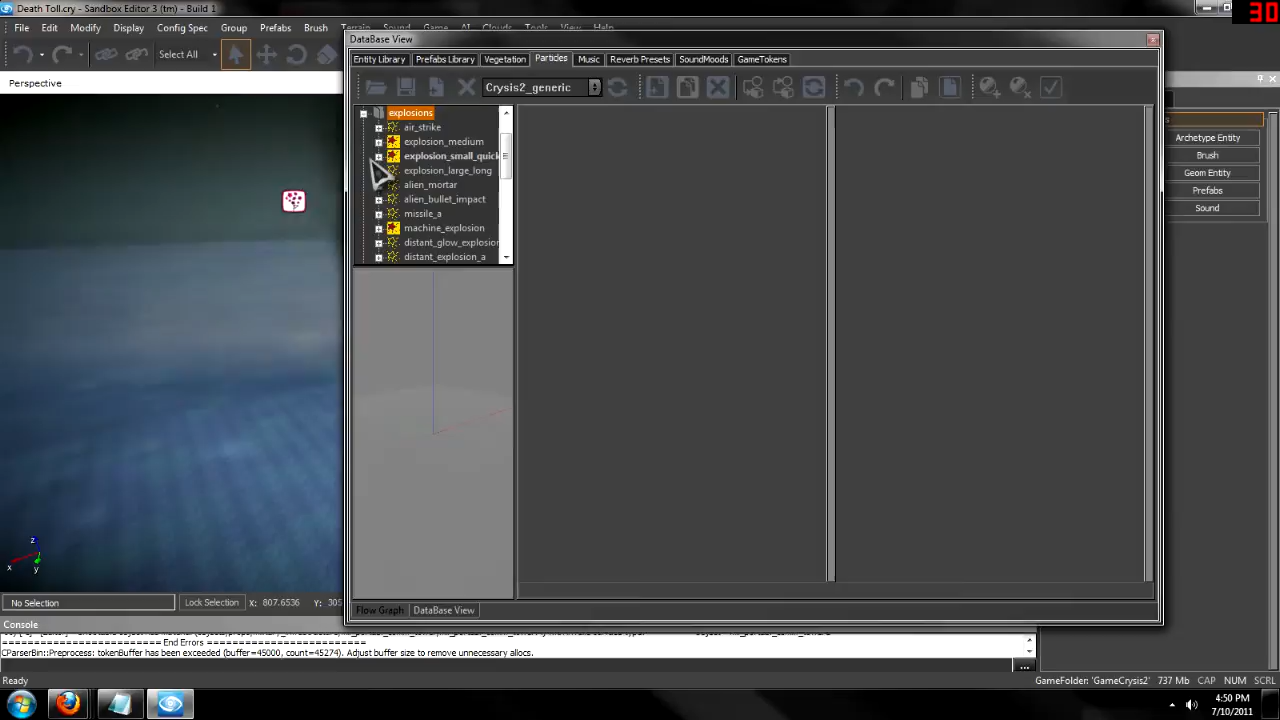 Death Toll.cry - Sandbox Editor 3 (tm) - Build 1
30
File Edit Modify Display Config Spec Group Prefabs Brush Terrain Sound Game AI Clouds Tools View Help
DataBase View
Select All
Entity Library Prefabs Library Vegetation Particles Music Reverb Presets SoundMoods GameTokens
Perspective
Crysis2_generic
explosions
air_strike
explosion_medium
explosion_small_quick
explosion_large_long
alien_mortar
alien_bullet_impact
missile_a
machine_explosion
distant_glow_explosion
distant_explosion_a
Archetype Entity
Brush
Geom Entity
Prefabs
Sound
z
x
y
No Selection Lock Selection X: 807.6536 Y: 305
Flow Graph DataBase View
Console
======================== End Errors ========================
CParserBin::Preprocess: tokenBuffer has been exceeded (buffer=45000, count=45274). Adjust buffer size to remove unnecessary allocs.
...
Ready GameFolder: 'GameCrysis2' 737 Mb CAP NUM SCRL
4:50 PM
7/10/2011